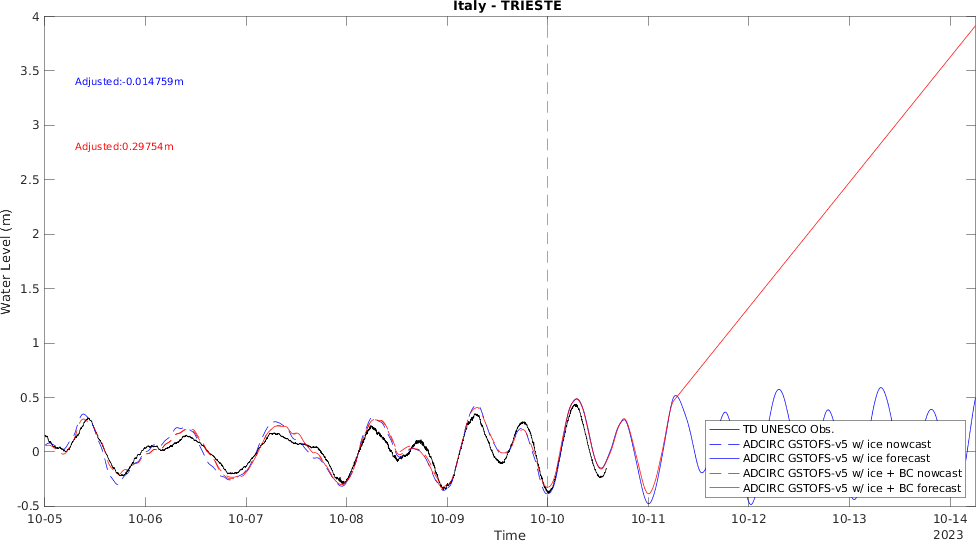 Italy - TRIESTE
4
3.5
3
2.5
2
1.5
1
0.5
0
-0.5
Water Level (m)
Adjusted:-0.014759m
Adjusted:0.29754m
TD UNESCO Obs.
ADCIRC GSTOFS-v5 w/ ice nowcast
ADCIRC GSTOFS-v5 w/ ice forecast
ADCIRC GSTOFS-v5 w/ ice + BC nowcast
ADCIRC GSTOFS-v5 w/ ice + BC forecast
10-05 10-06 10-07 10-08 10-09 10-10 10-11 10-12 10-13 10-14
Time
2023